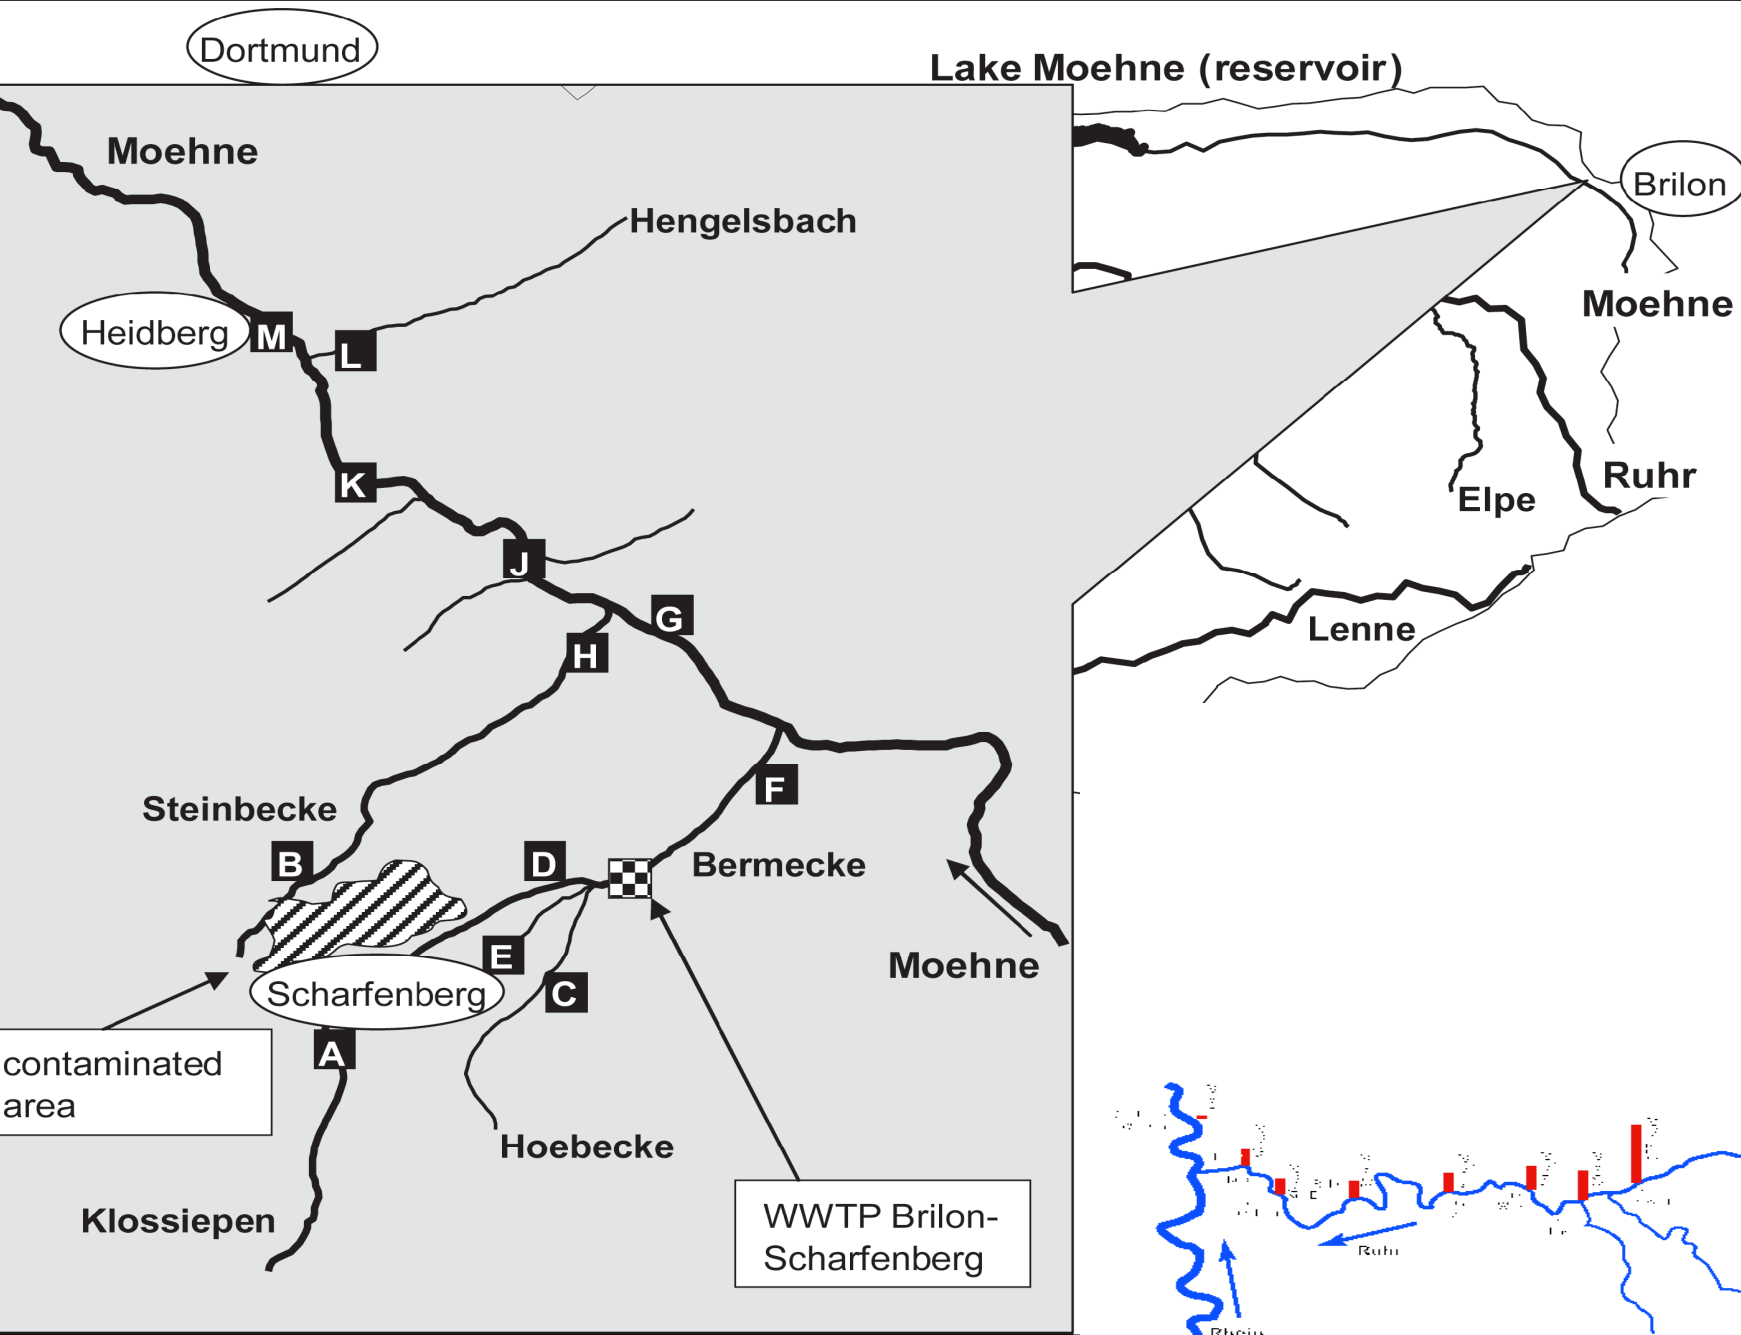 Dortmund
Lake Moehne (reservoir)
Moehne
Brilon
Hengelsbach
Moehne
Heidberg
M
L
K
Ruhr
Elpe
J
G
Lenne
H
Steinbecke
B
D
F
Bermecke
E
Moehne
Scharfenberg
C
A
contaminated
area
Hoebecke
Klossiepen
WWTP Brilon-
Scharfenberg
Ruhr